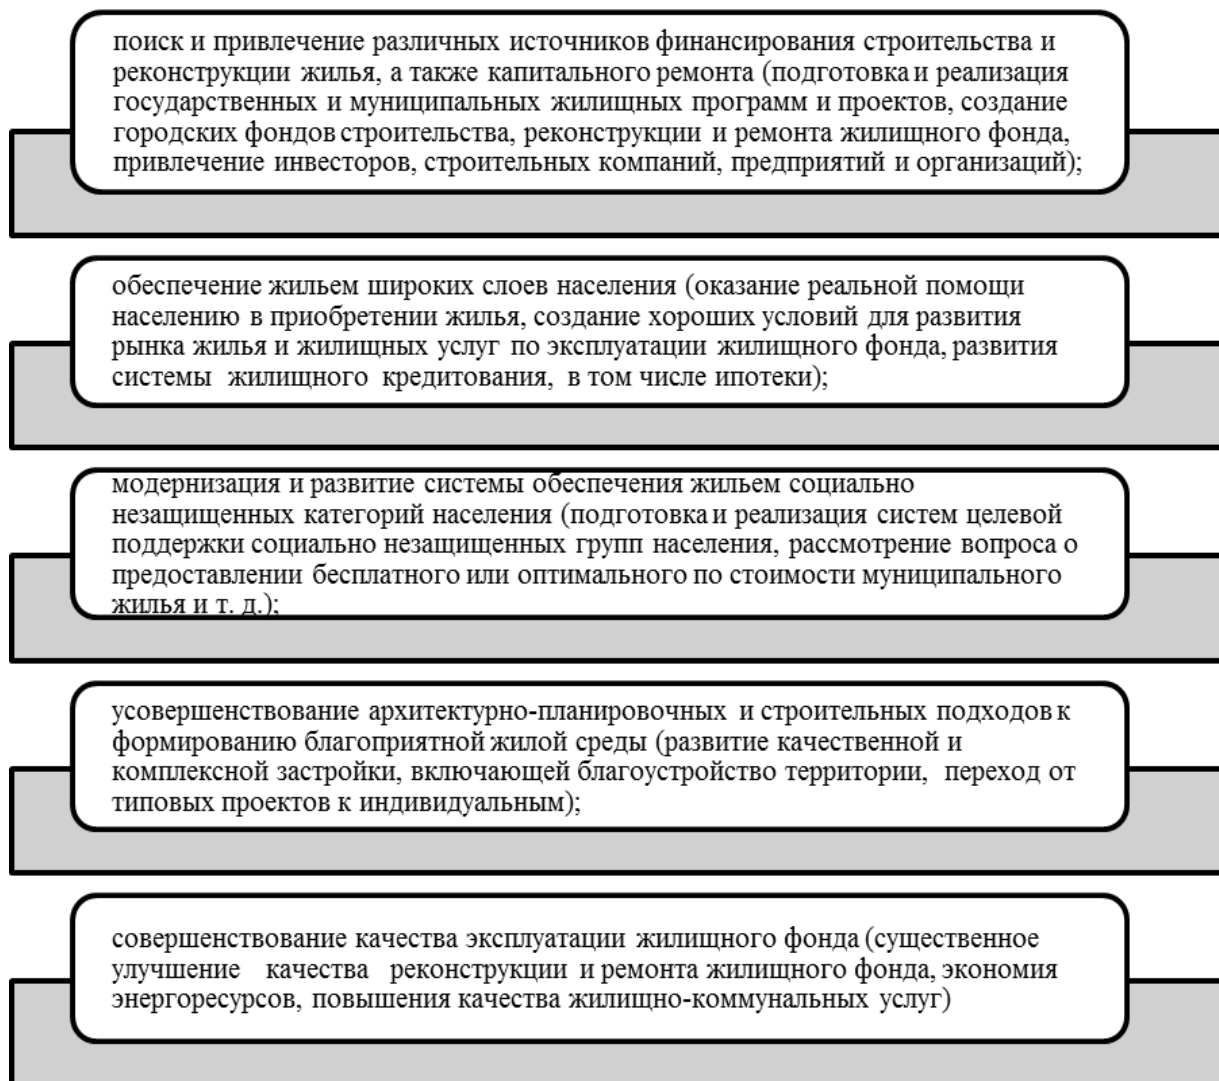 поиск и привлечение различных источников финансирования строительства и
реконструкции жилья, а также капитального ремонта (подготовка и реализация
государственных и муниципальных жилищных программ и проектов, создание
городских фондов строительства, реконструкции и ремонта жилищного фонда,
привлечение инвесторов, строительных компаний, предприятий и организаций);
обеспечение жильем широких слоев населения (оказание реальной помощи
населению в приобретении жилья, создание хороших условий для развития
рынка жилья и жилищных услуг по эксплуатации жилищного фонда, развития
системы жилищного кредитования, в том числе ипотеки);
модернизация и развитие системы обеспечения жильем социально
незащищенных категорий населения (подготовка и реализация систем целевой
поддержки социально незащищенных групп населения, рассмотрение вопроса о
предоставлении бесплатного или оптимального по стоимости муниципального
жилья и т. д.);
усовершенствование архитектурно-планировочных и строительных подходов к
формированию благоприятной жилой среды (развитие качественной и
комплексной застройки, включающей благоустройство территории, переход от
типовых проектов к индивидуальным);
совершенствование качества эксплуатации жилищного фонда (существенное
улучшение качества реконструкции и ремонта жилищного фонда, экономия
энергоресурсов, повышения качества жилищно-коммунальных услуг)